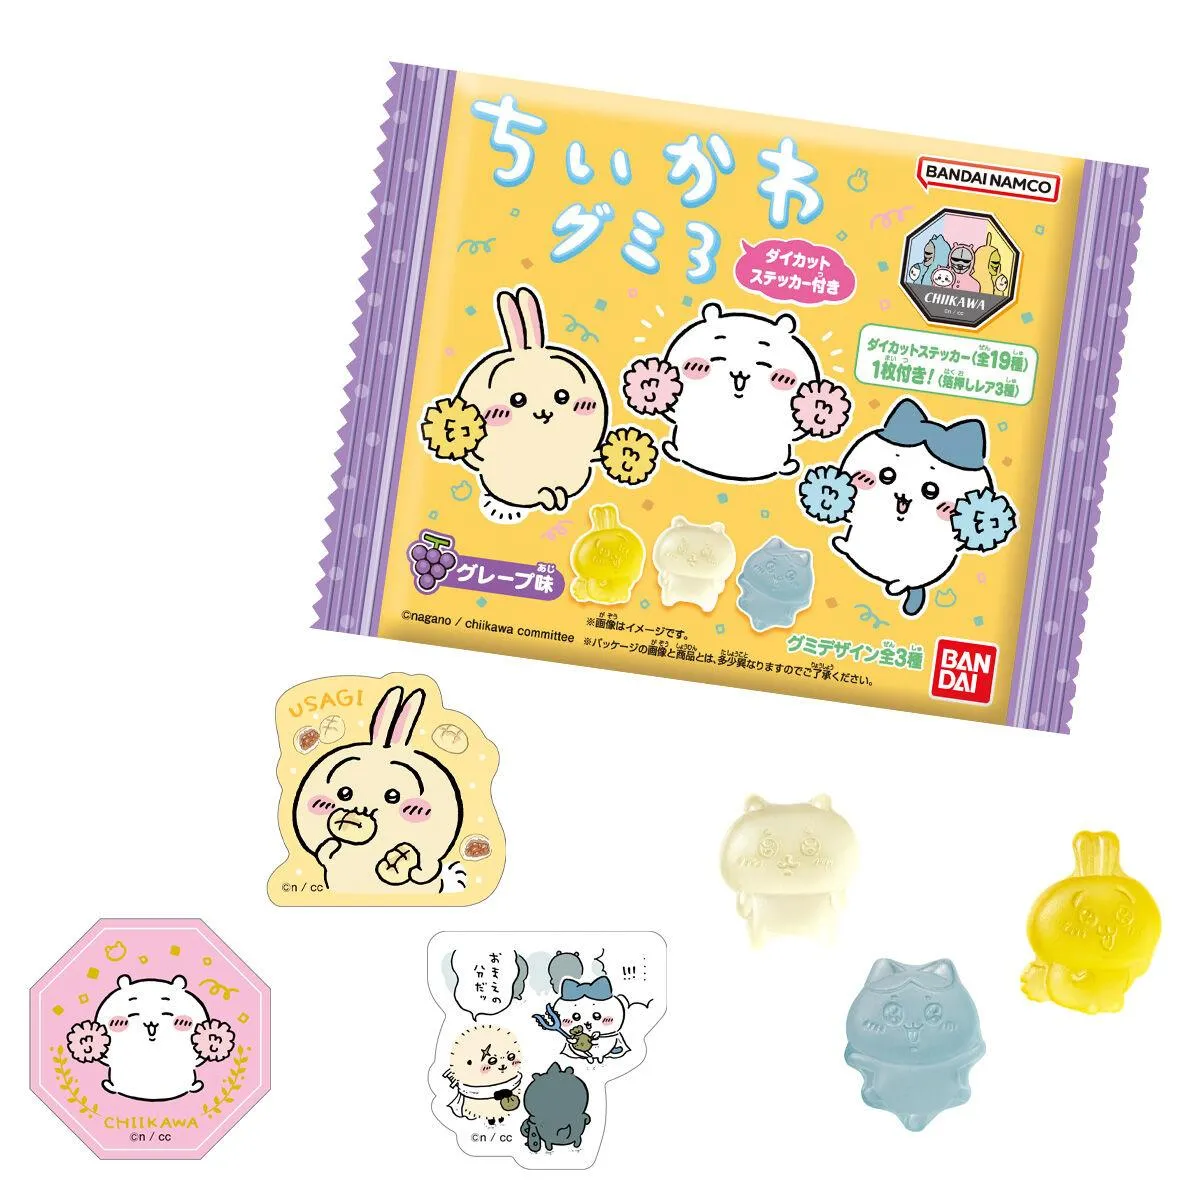 ちいかわ
グミ3
BANDAI NAMCO
ダイカット
ステッカー付き
CHIIKAWA
©n / cc
ダイカットステッカー(全19種)
1枚付き!(箔押しレア3種)
グレープ味
©nagano / chiikawa committee
※画像はイメージです。
※パッケージの画像と商品とは、多少異なりますのでご了承ください。
グミデザイン全3種
BAN
DAI
USAGI
©n / cc
おもえの
分だッ
!!!
©n / cc
CHIIKAWA
©n / cc